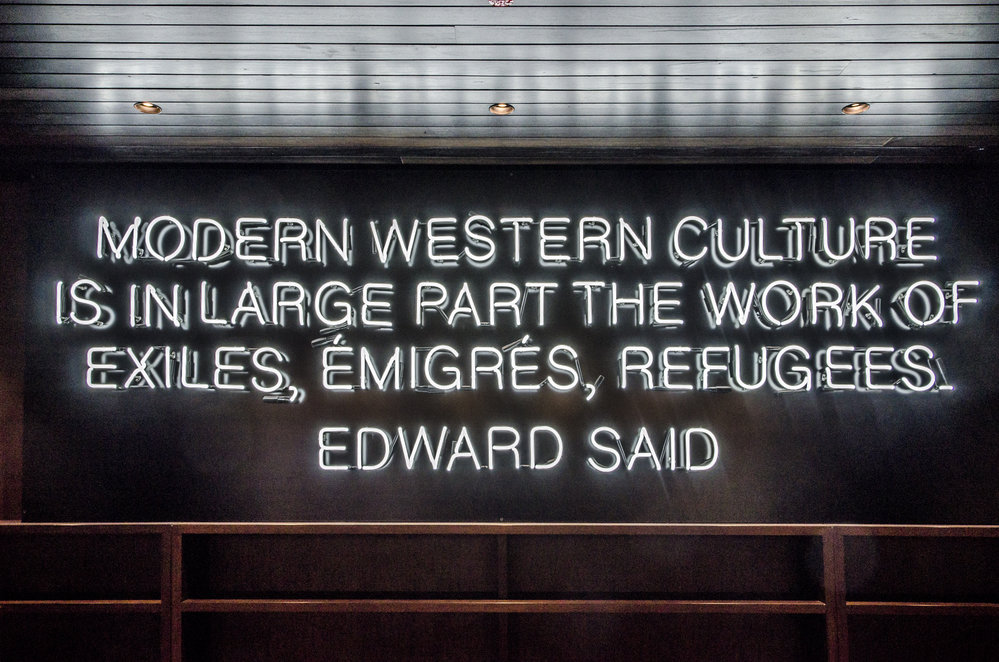 MODERN WESTERN CULTURE
IS IN LARGE PART THE WORK OF
EXILES, ÉMIGRÉS, REFUGEES.
EDWARD SAID